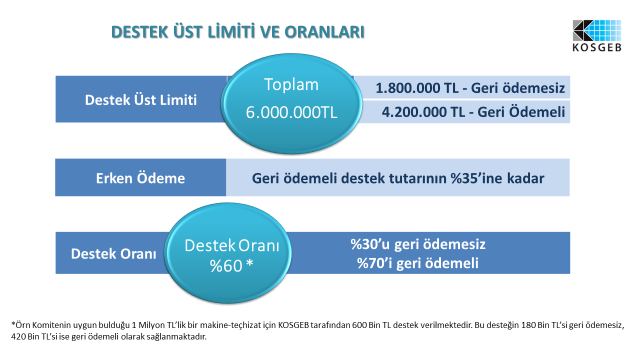 DESTEK ÜST LİMİTİ VE ORANLARI
KOSGEB
Destek Üst Limiti
Toplam
6.000.000TL
1.800.000 TL - Geri ödemesiz
4.200.000 TL - Geri Ödemeli
Erken Ödeme
Geri ödemeli destek tutarının %35'ine kadar
Destek Oranı
Destek Oranı
%60 *
%30'u geri ödemesiz
%70'i geri ödemeli
*Örn Komitenin uygun bulduğu 1 Milyon TL'lik bir makine-teçhizat için KOSGEB tarafından 600 Bin TL destek verilmektedir. Bu desteğin 180 Bin TL'si geri ödemesiz,
420 Bin TL'si ise geri ödemeli olarak sağlanmaktadır.